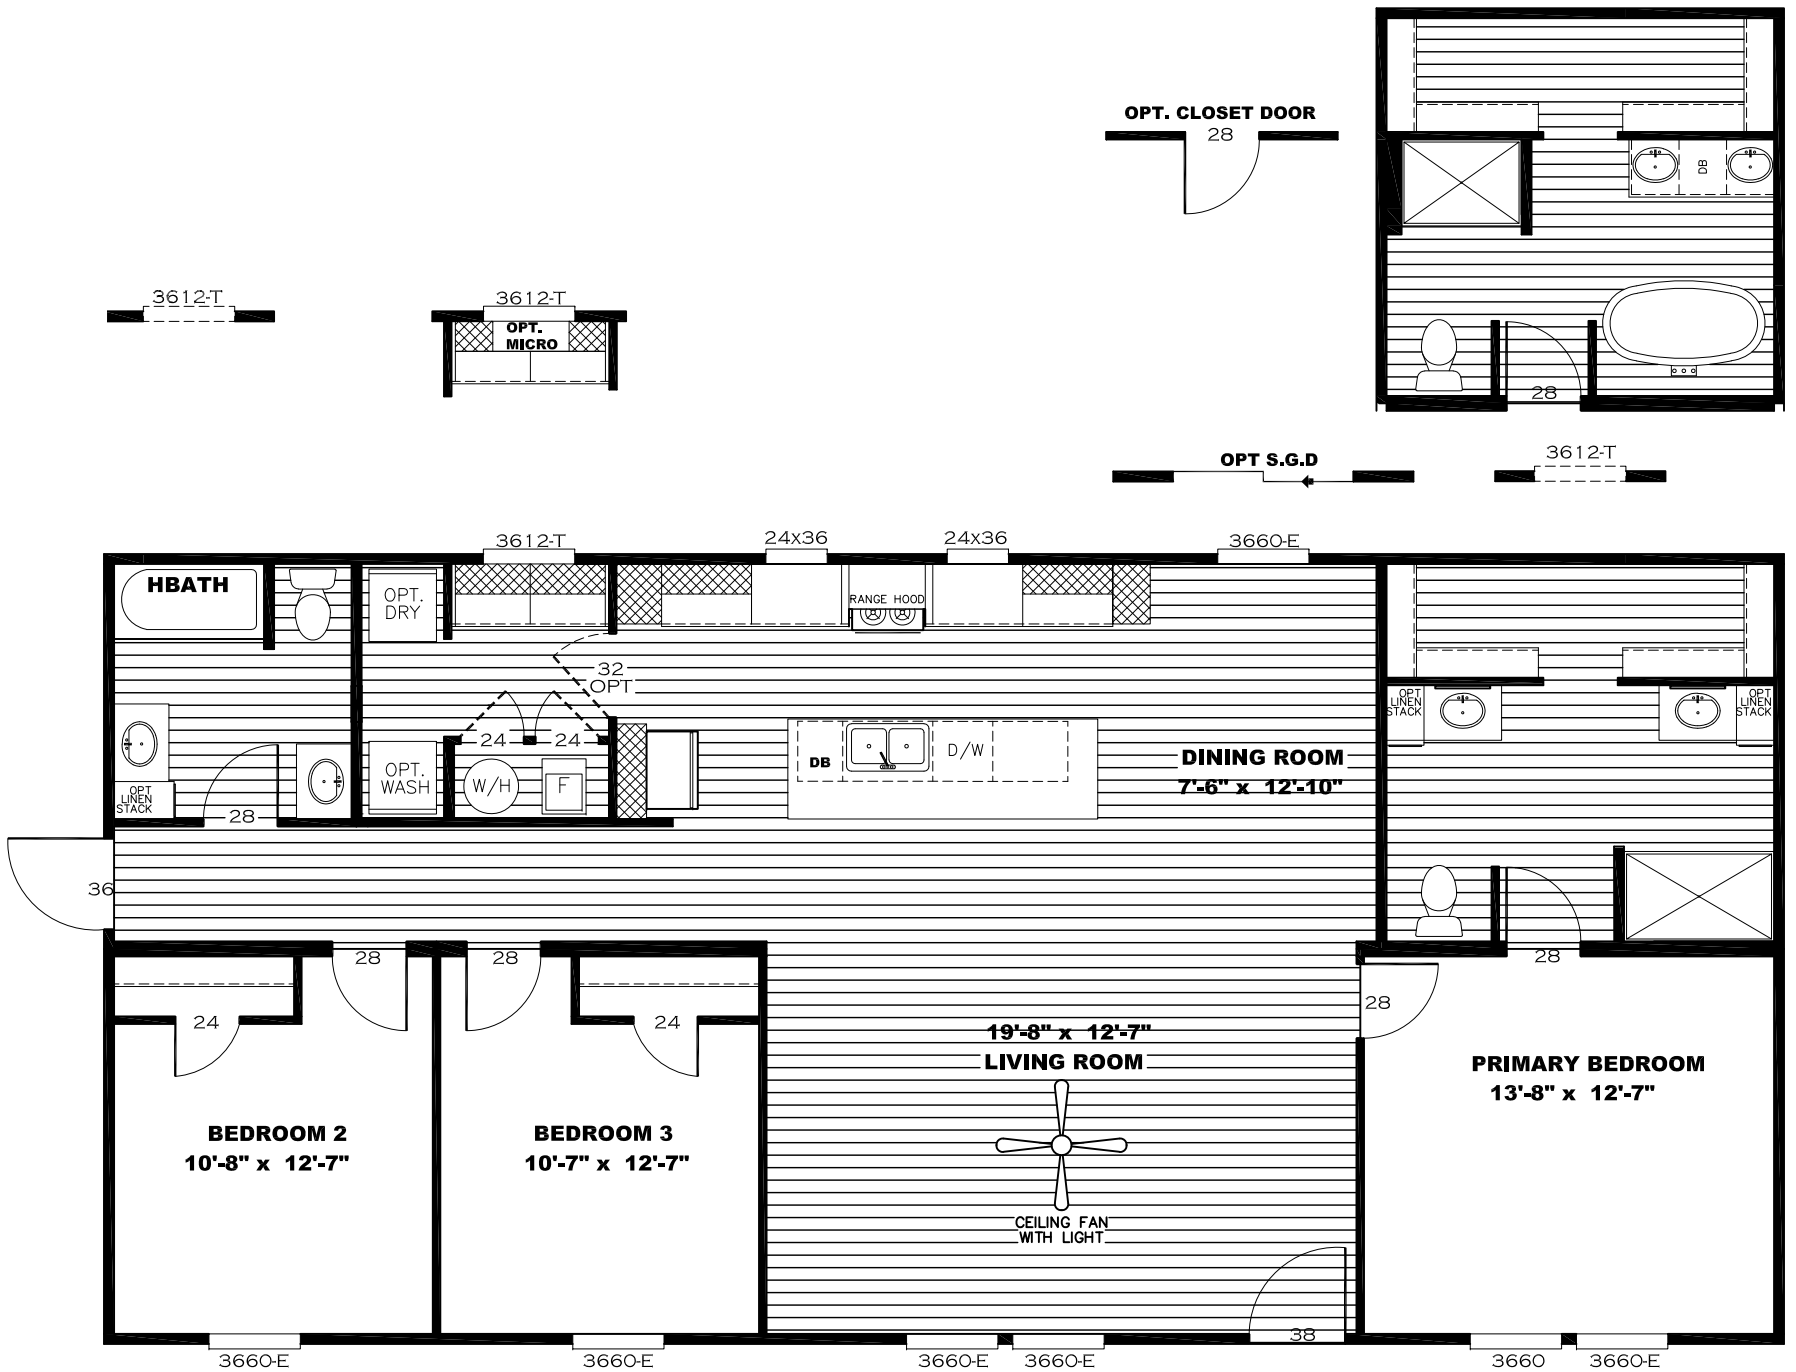 OPT. CLOSET DOOR
28
DB
3612-T
3612-T
OPT.
MICRO
28
OPT S.G.D
3612-T
3612-T
24x36
24x36
3660-E
HBATH
OPT.
DRY
RANGE HOOD
32
OPT
OPT
LINEN
STACK
OPT
LINEN
STACK
24
24
DB
D/W
DINING ROOM
7'-6" x 12'-10"
OPT.
WASH
W/H
F
OPT
LINEN
STACK
28
36
28
28
28
28
24
24
19'-8" x 12'-7"
LIVING ROOM
PRIMARY BEDROOM
13'-8" x 12'-7"
BEDROOM 2
10'-8" x 12'-7"
BEDROOM 3
10'-7" x 12'-7"
CEILING FAN
WITH LIGHT
38
3660-E
3660-E
3660-E
3660-E
3660
3660-E